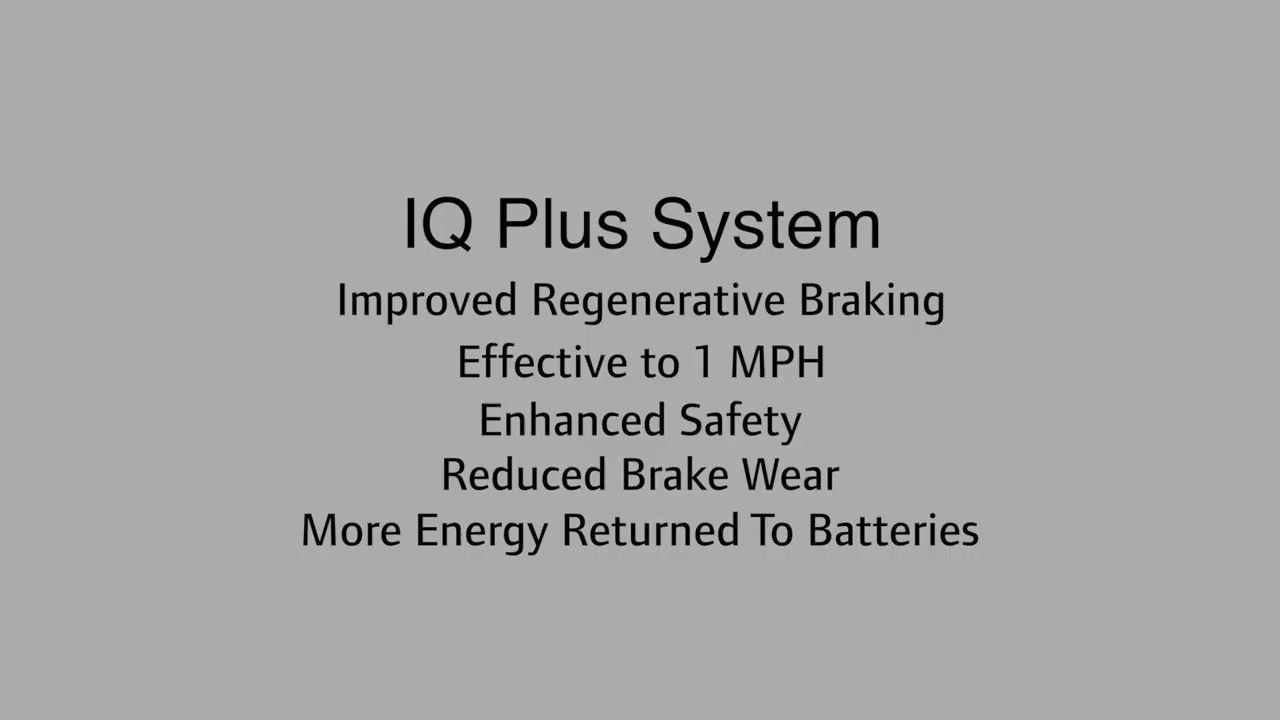 IQ Plus System
Improved Regenerative Braking
Effective to 1 MPH
Enhanced Safety
Reduced Brake Wear
More Energy Returned To Batteries